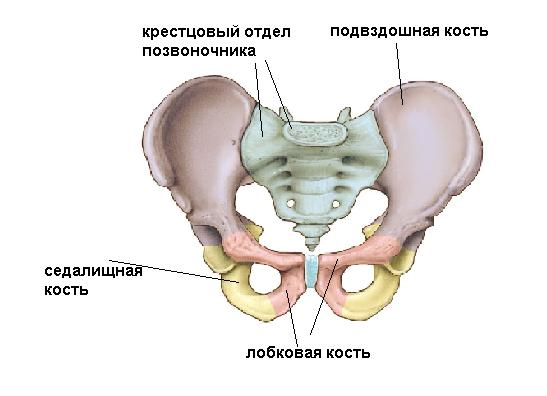 крестцовый отдел
позвоночника
подвздошная кость
седалищная
кость
лобковая кость